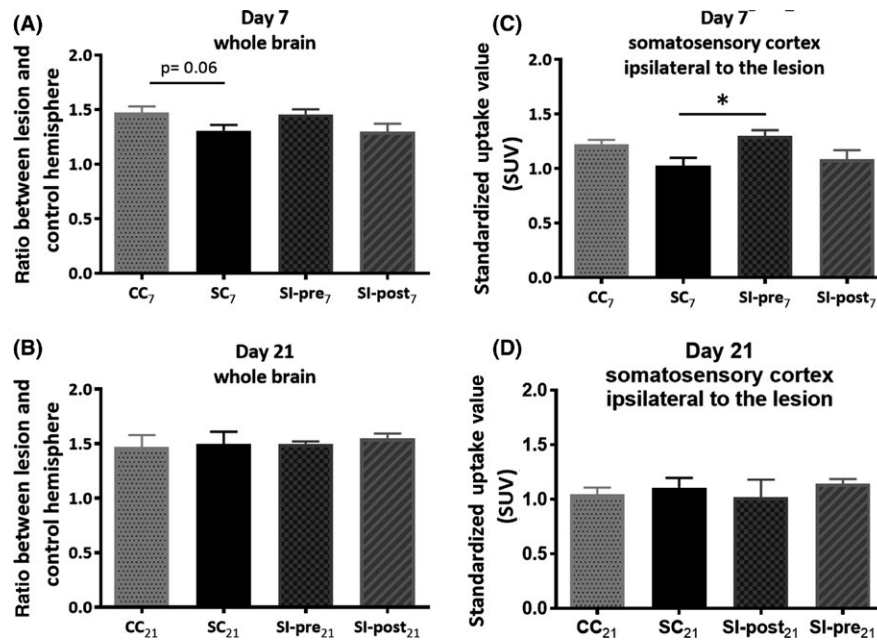 (A)
Day 7
whole brain
p= 0.06
Ratio between lesion and
control hemisphere
2.0
1.5
1.0
0.5
0.0
CC7
SC7
SI-pre7
SI-post7
(C)
Day 7
somatosensory cortex
ipsilateral to the lesion
*
Standardized uptake value
(SUV)
2.0
1.5
1.0
0.5
0.0
CC7
SC7
SI-pre7
SI-post7
(B)
Day 21
whole brain
Ratio between lesion and
control hemisphere
2.0
1.5
1.0
0.5
0.0
CC21
SC21
SI-pre21
SI-post21
(D)
Day 21
somatosensory cortex
ipsilateral to the lesion
Standardized uptake value
(SUV)
2.0
1.5
1.0
0.5
0.0
CC21
SC21
SI-post21
SI-pre21